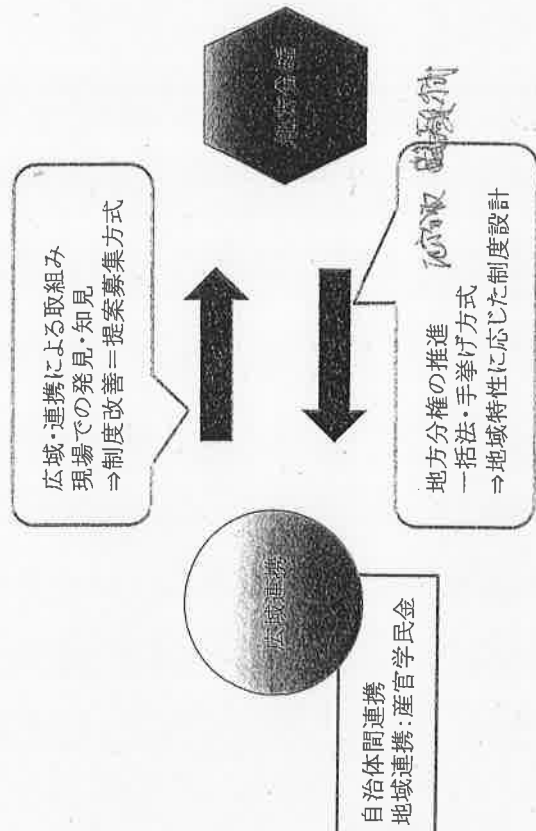 広域・連携による取組み
現場での発見・知見
⇒制度改善＝提案募集方式
広域連携
地方分権の推進
一括法・手挙げ方式
⇒地域特性に応じた制度設計
自治体間連携
地域連携:産官学民金